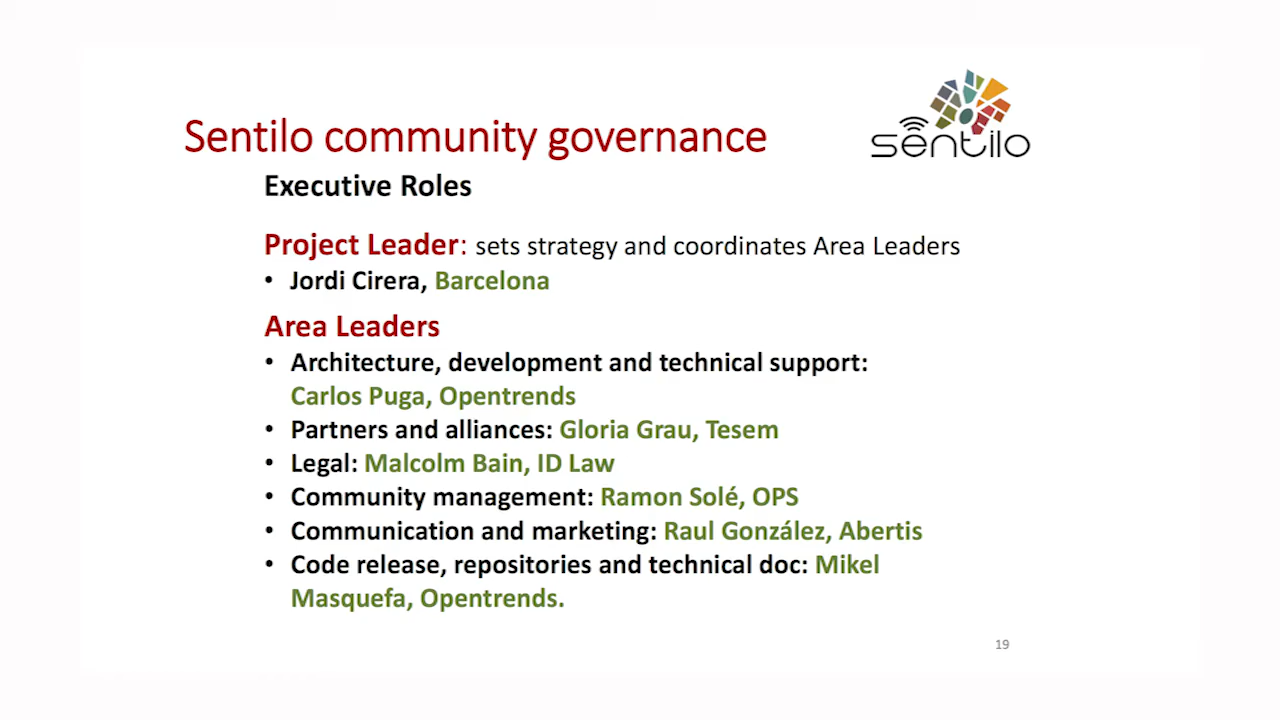 Sentilo community governance
sentilo
Executive Roles
Project Leader: sets strategy and coordinates Area Leaders
• Jordi Cirera, Barcelona
Area Leaders
• Architecture, development and technical support:
Carlos Puga, Opentrends
• Partners and alliances: Gloria Grau, Tesem
• Legal: Malcolm Bain, ID Law
• Community management: Ramon Solé, OPS
• Communication and marketing: Raul González, Abertis
• Code release, repositories and technical doc: Mikel
Masquefa, Opentrends.
19